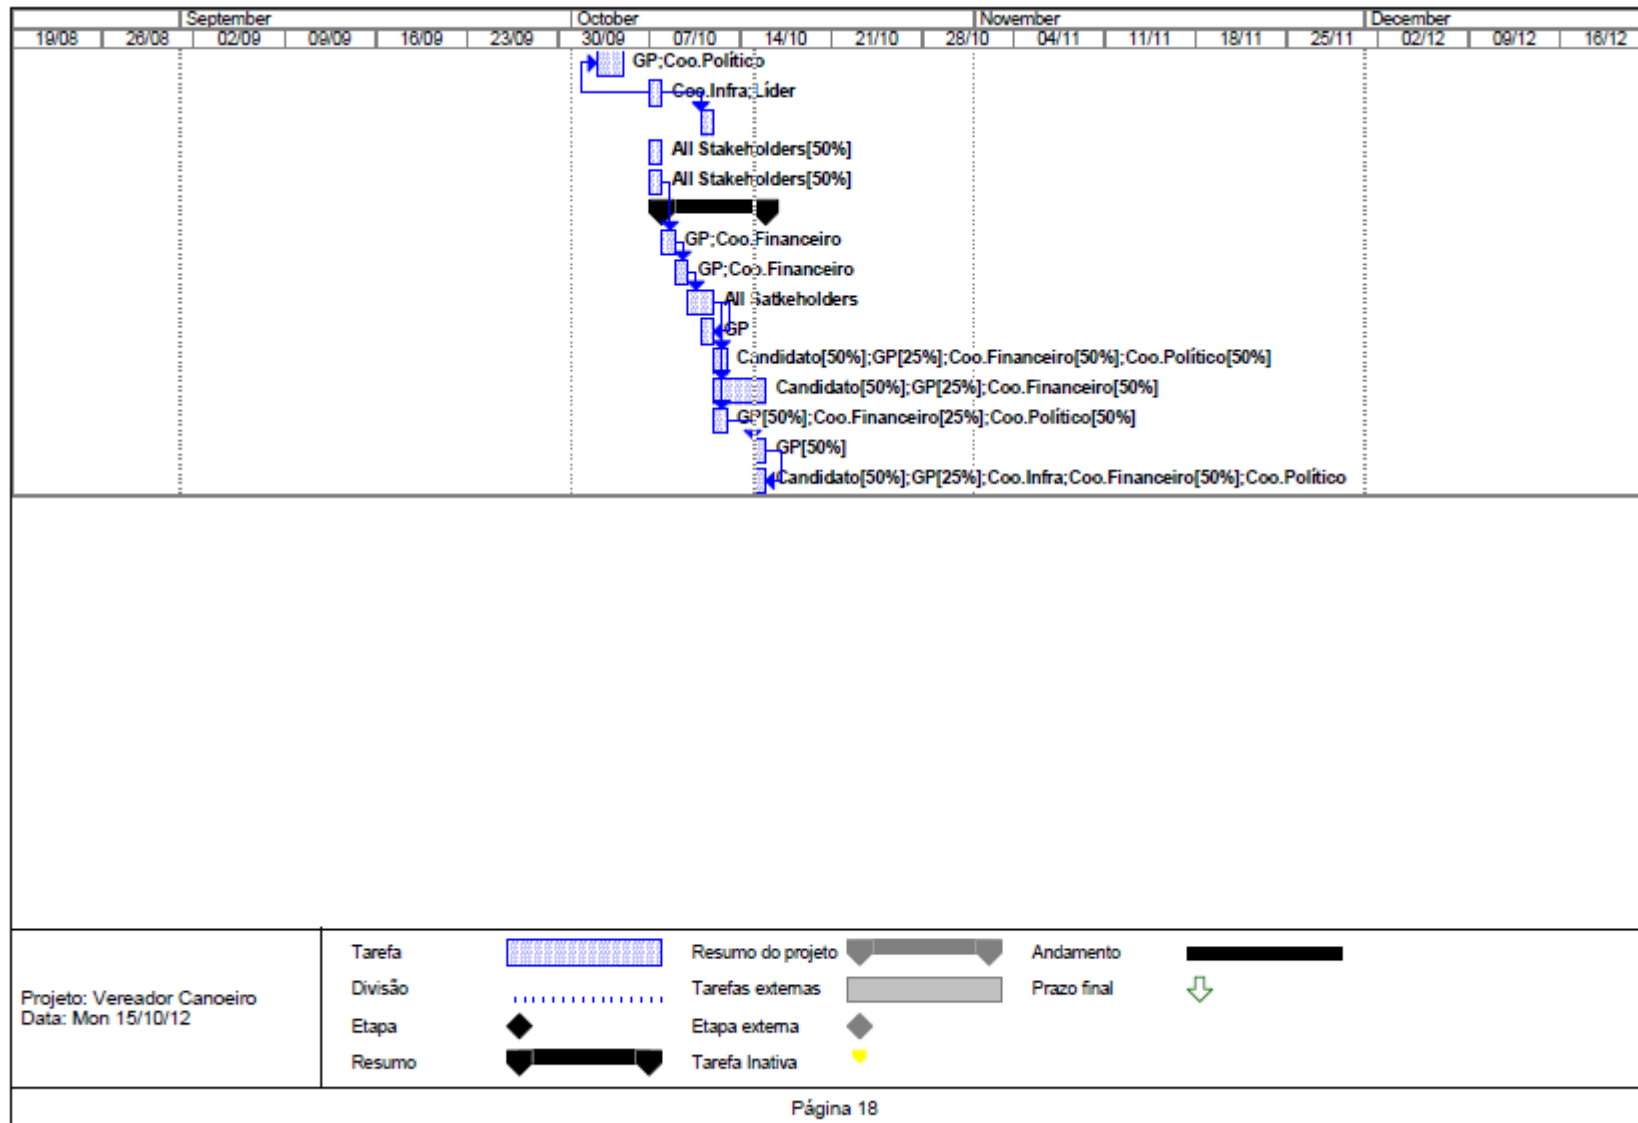 September October November December
19/08 26/08 02/09 09/09 16/09 23/09 30/09 07/10 14/10 21/10 28/10 04/11 11/11 18/11 25/11 02/12 09/12 16/12
GP;Coo.Político
Coo.Infra;Líder
All Stakeholders[50%]
All Stakeholders[50%]
GP;Coo.Financeiro
GP;Coo.Financeiro
All Satkeholders
GP
Candidato[50%];GP[25%];Coo.Financeiro[50%];Coo.Político[50%]
Candidato[50%];GP[25%];Coo.Financeiro[50%]
GP[50%];Coo.Financeiro[25%];Coo.Político[50%]
GP[50%]
Candidato[50%];GP[25%];Coo.Infra;Coo.Financeiro[50%];Coo.Político
Projeto: Vereador Canoeiro
Data: Mon 15/10/12
Tarefa
Divisão
Etapa
Resumo
Resumo do projeto
Tarefas externas
Etapa externa
Tarefa Inativa
Andamento
Prazo final
Página 18